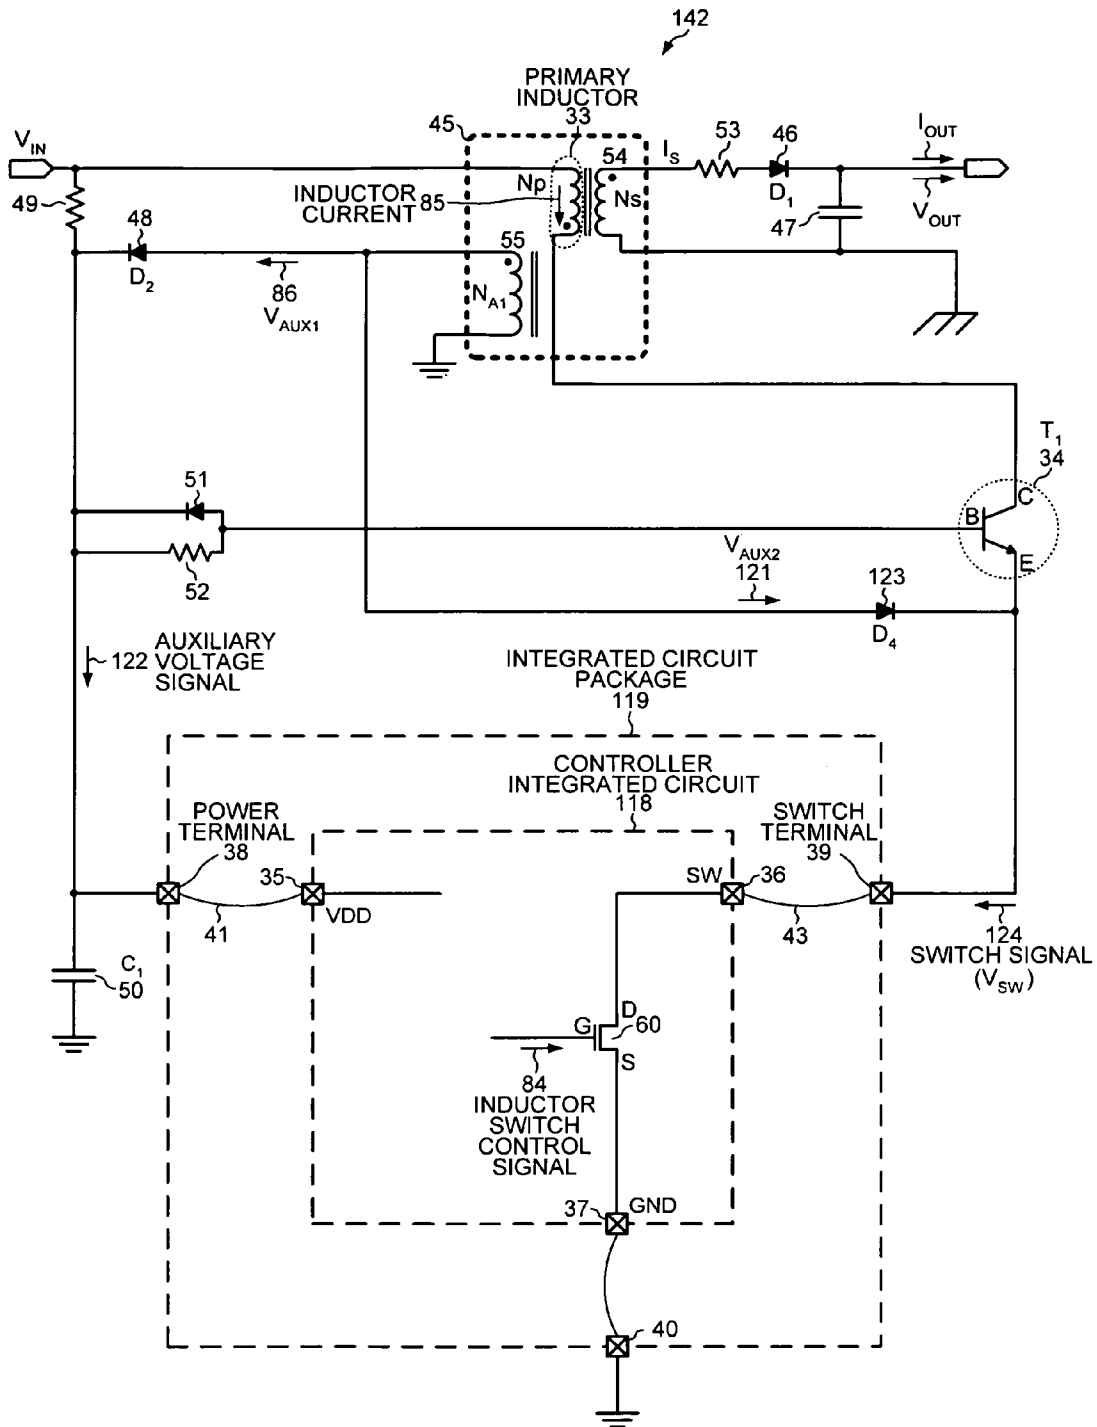 142
PRIMARY
INDUCTOR
33
45
V_IN
49
54
I_S
53
46
I_OUT
Np
Ns
D_1
INDUCTOR
CURRENT
85
47
V_OUT
48
D_2
86
V_AUX1
55
N_A1
T_1
34
C
B
E
51
52
V_AUX2
121
123
D_4
122
AUXILIARY
VOLTAGE
SIGNAL
INTEGRATED CIRCUIT
PACKAGE
119
CONTROLLER
INTEGRATED CIRCUIT
118
POWER
TERMINAL
38
SWITCH
TERMINAL
39
35
VDD
SW
36
41
43
124
SWITCH SIGNAL
(V_SW)
C_1
50
G
D
60
S
84
INDUCTOR
SWITCH
CONTROL
SIGNAL
37
GND
40